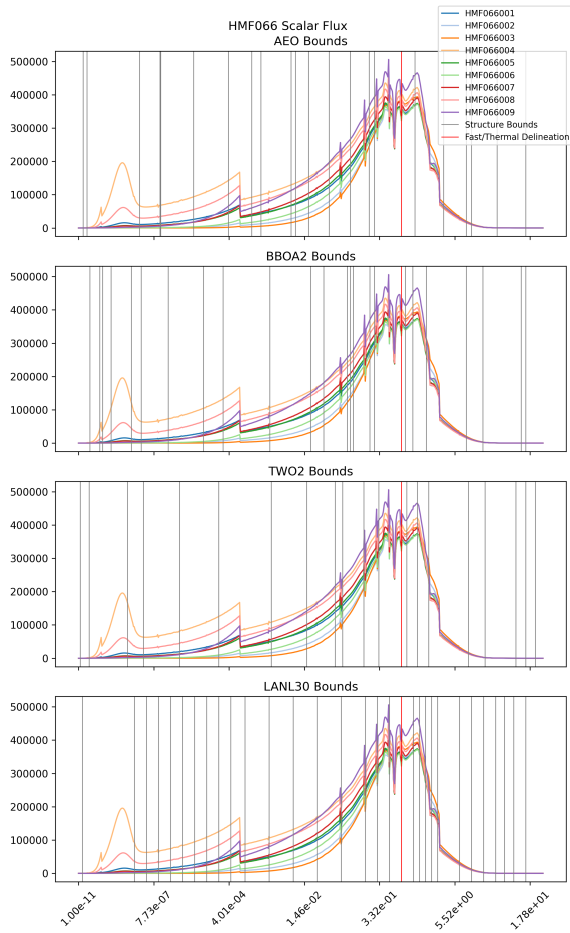 HMF066 Scalar Flux
AEO Bounds
HMF066001
HMF066002
HMF066003
HMF066004
HMF066005
HMF066006
HMF066007
HMF066008
HMF066009
Structure Bounds
Fast/Thermal Delineation
500000
400000
300000
200000
100000
0
BBOA2 Bounds
500000
400000
300000
200000
100000
0
TWO2 Bounds
500000
400000
300000
200000
100000
0
LANL30 Bounds
500000
400000
300000
200000
100000
0
1.00e-11
7.73e-07
4.01e-04
1.46e-02
3.32e-01
5.52e+00
1.78e+01